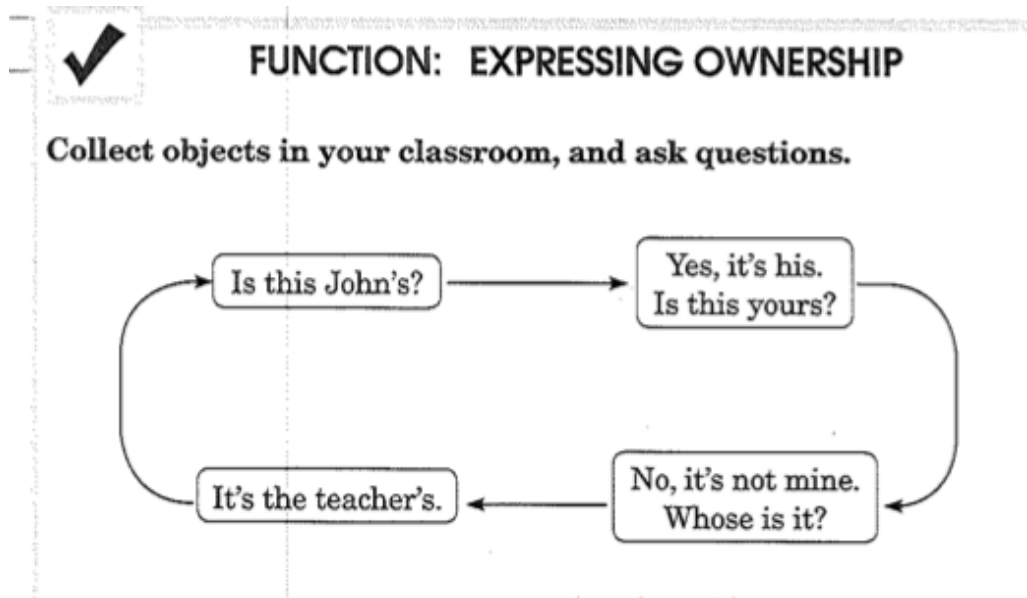 FUNCTION: EXPRESSING OWNERSHIP
Collect objects in your classroom, and ask questions.
Is this John's?
Yes, it's his.
Is this yours?
No, it's not mine.
Whose is it?
It's the teacher's.